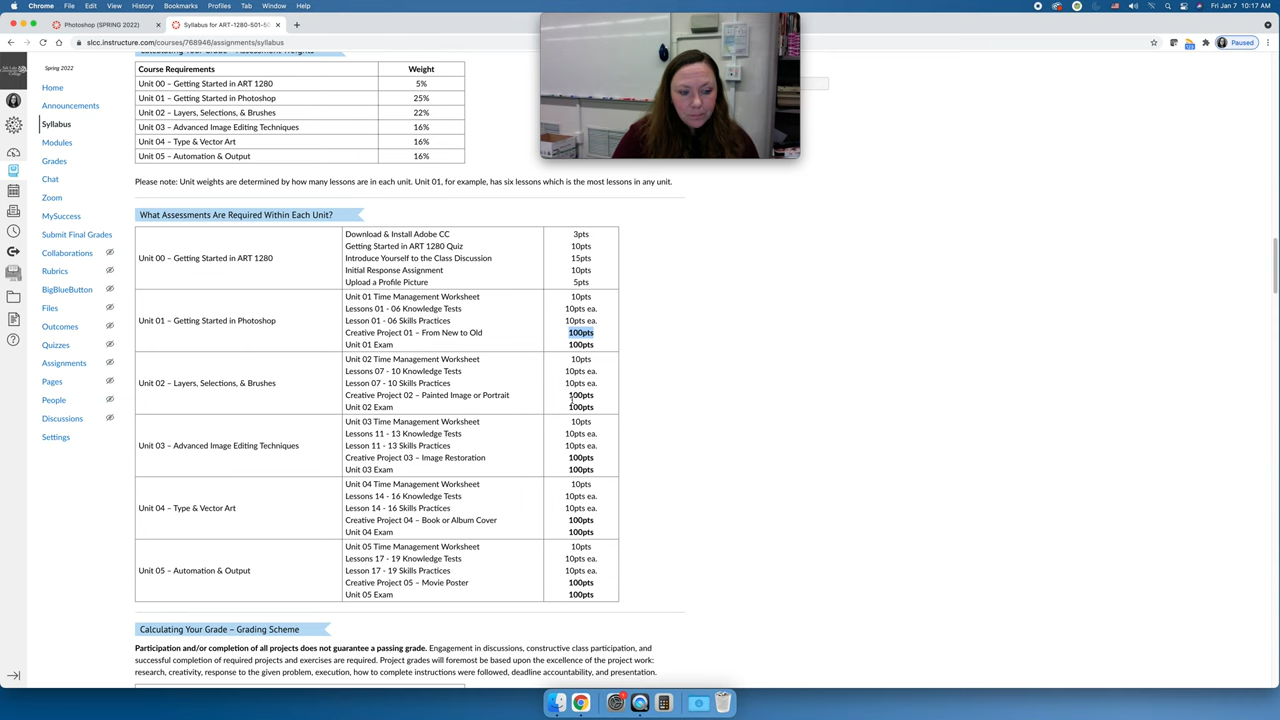 Chrome File Edit View History Bookmarks Profiles Tab Window Help
Fri Jan 7 10:17 AM
Photoshop (SPRING 2022)
Syllabus for ART-1280-501-S0
slcc.instructure.com/courses/768946/assignments/syllabus
Paused
Spring 2022
Home
Announcements
Syllabus
Modules
Grades
Chat
Zoom
MySuccess
Submit Final Grades
Collaborations
Rubrics
BigBlueButton
Files
Outcomes
Quizzes
Assignments
Pages
People
Discussions
Settings
Calculating Your Grade – Assessment Weights
Course Requirements Weight
Unit 00 – Getting Started in ART 1280 5%
Unit 01 – Getting Started in Photoshop 25%
Unit 02 – Layers, Selections, & Brushes 22%
Unit 03 – Advanced Image Editing Techniques 16%
Unit 04 – Type & Vector Art 16%
Unit 05 – Automation & Output 16%
Please note: Unit weights are determined by how many lessons are in each unit. Unit 01, for example, has six lessons which is the most lessons in any unit.
What Assessments Are Required Within Each Unit?
Unit 00 – Getting Started in ART 1280
Download & Install Adobe CC 3pts
Getting Started in ART 1280 Quiz 10pts
Introduce Yourself to the Class Discussion 15pts
Initial Response Assignment 10pts
Upload a Profile Picture 5pts
Unit 01 – Getting Started in Photoshop
Unit 01 Time Management Worksheet 10pts
Lessons 01 - 06 Knowledge Tests 10pts ea.
Lesson 01 - 06 Skills Practices 10pts ea.
Creative Project 01 – From New to Old 100pts
Unit 01 Exam 100pts
Unit 02 – Layers, Selections, & Brushes
Unit 02 Time Management Worksheet 10pts
Lessons 07 - 10 Knowledge Tests 10pts ea.
Lesson 07 - 10 Skills Practices 10pts ea.
Creative Project 02 – Painted Image or Portrait 100pts
Unit 02 Exam 100pts
Unit 03 – Advanced Image Editing Techniques
Unit 03 Time Management Worksheet 10pts
Lessons 11 - 13 Knowledge Tests 10pts ea.
Lesson 11 - 13 Skills Practices 10pts ea.
Creative Project 03 – Image Restoration 100pts
Unit 03 Exam 100pts
Unit 04 – Type & Vector Art
Unit 04 Time Management Worksheet 10pts
Lessons 14 - 16 Knowledge Tests 10pts ea.
Lesson 14 - 16 Skills Practices 10pts ea.
Creative Project 04 – Book or Album Cover 100pts
Unit 04 Exam 100pts
Unit 05 – Automation & Output
Unit 05 Time Management Worksheet 10pts
Lessons 17 - 19 Knowledge Tests 10pts ea.
Lesson 17 - 19 Skills Practices 10pts ea.
Creative Project 05 – Movie Poster 100pts
Unit 05 Exam 100pts
Calculating Your Grade – Grading Scheme
Participation and/or completion of all projects does not guarantee a passing grade. Engagement in discussions, constructive class participation, and
successful completion of required projects and exercises are required. Project grades will foremost be based upon the excellence of the project work:
research, creativity, response to the given problem, execution, how to complete instructions were followed, deadline accountability, and presentation.